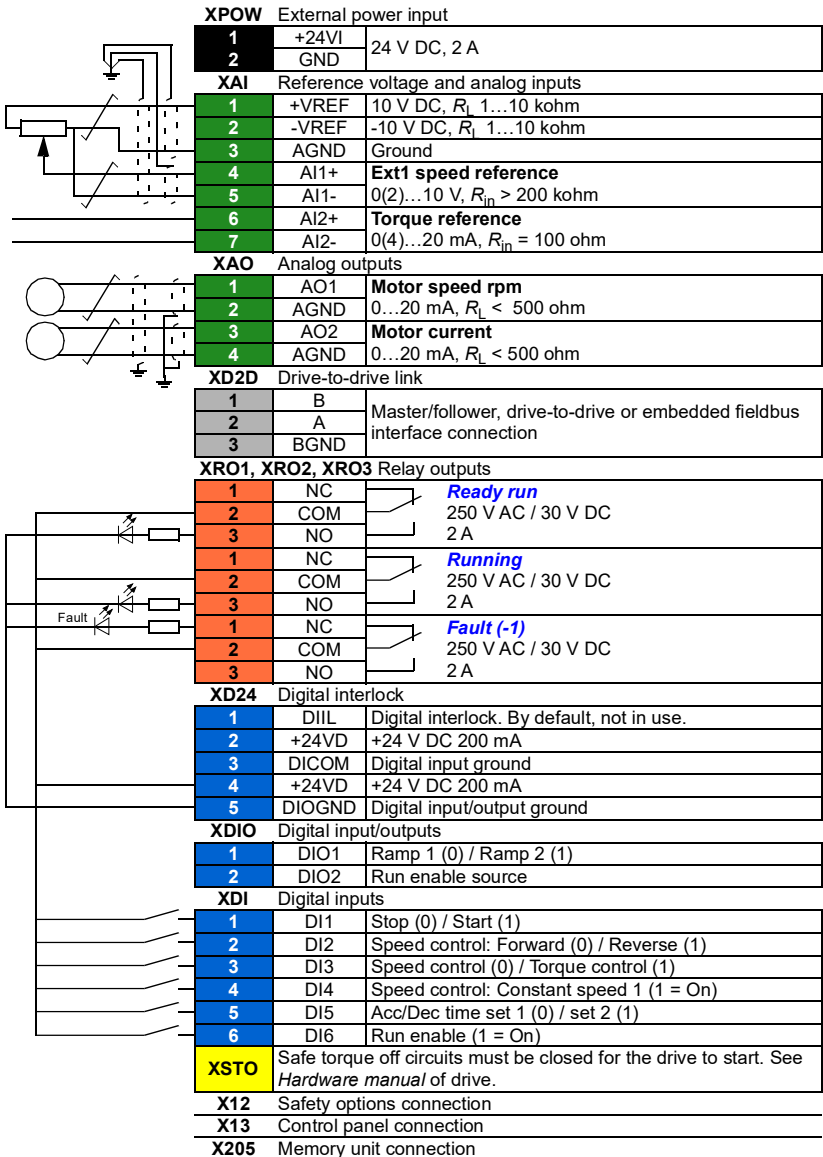 XPOW External power input
1 +24VI 24 V DC, 2 A
2 GND
XAI Reference voltage and analog inputs
1 +VREF 10 V DC, RL 1…10 kohm
2 -VREF -10 V DC, RL 1…10 kohm
3 AGND Ground
4 AI1+ Ext1 speed reference
5 AI1- 0(2)…10 V, Rin > 200 kohm
6 AI2+ Torque reference
7 AI2- 0(4)…20 mA, Rin = 100 ohm
XAO Analog outputs
1 AO1 Motor speed rpm
2 AGND 0…20 mA, RL < 500 ohm
3 AO2 Motor current
4 AGND 0…20 mA, RL < 500 ohm
XD2D Drive-to-drive link
1 B Master/follower, drive-to-drive or embedded fieldbus
2 A interface connection
3 BGND
XRO1, XRO2, XRO3 Relay outputs
1 NC Ready run
2 COM 250 V AC / 30 V DC
3 NO 2 A
1 NC Running
2 COM 250 V AC / 30 V DC
3 NO 2 A
Fault 1 NC Fault (-1)
2 COM 250 V AC / 30 V DC
3 NO 2 A
XD24 Digital interlock
1 DIIL Digital interlock. By default, not in use.
2 +24VD +24 V DC 200 mA
3 DICOM Digital input ground
4 +24VD +24 V DC 200 mA
5 DIOGND Digital input/output ground
XDIO Digital input/outputs
1 DIO1 Ramp 1 (0) / Ramp 2 (1)
2 DIO2 Run enable source
XDI Digital inputs
1 DI1 Stop (0) / Start (1)
2 DI2 Speed control: Forward (0) / Reverse (1)
3 DI3 Speed control (0) / Torque control (1)
4 DI4 Speed control: Constant speed 1 (1 = On)
5 DI5 Acc/Dec time set 1 (0) / set 2 (1)
6 DI6 Run enable (1 = On)
XSTO Safe torque off circuits must be closed for the drive to start. See
Hardware manual of drive.
X12 Safety options connection
X13 Control panel connection
X205 Memory unit connection